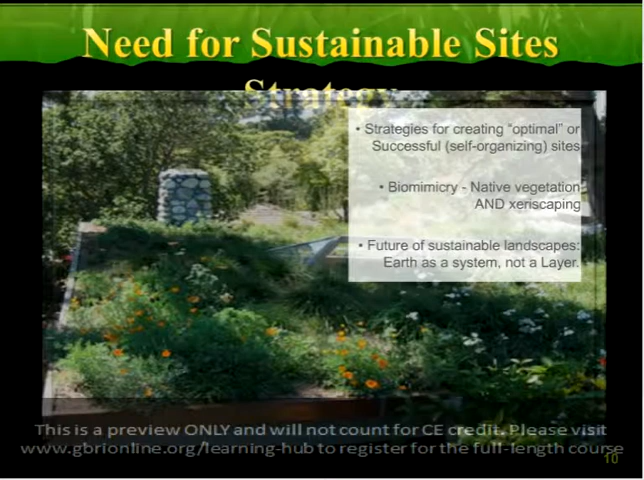 Need for Sustainable Sites
Strategy
• Strategies for creating “optimal” or
Successful (self-organizing) sites
• Biomimicry - Native vegetation
AND xeriscaping
• Future of sustainable landscapes:
Earth as a system, not a Layer.
This is a preview ONLY and will not count for CE credit. Please visit
www.gbrionline.org/learning-hub to register for the full-length course
10